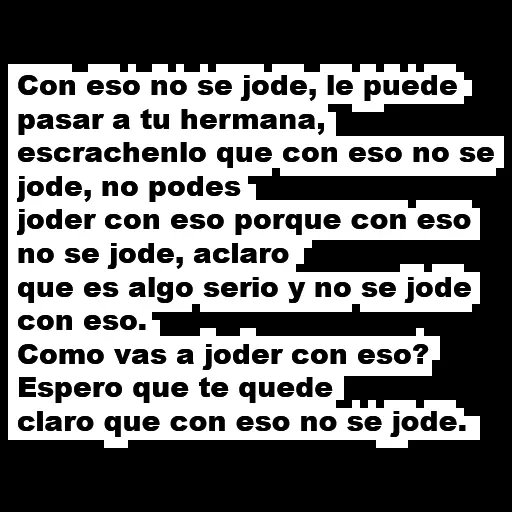 Con eso no se jode, le puede
pasar a tu hermana,
escrachenlo que con eso no se
jode, no podes
joder con eso porque con eso
no se jode, aclaro
que es algo serio y no se jode
con eso.
Como vas a joder con eso?
Espero que te quede
claro que con eso no se jode.